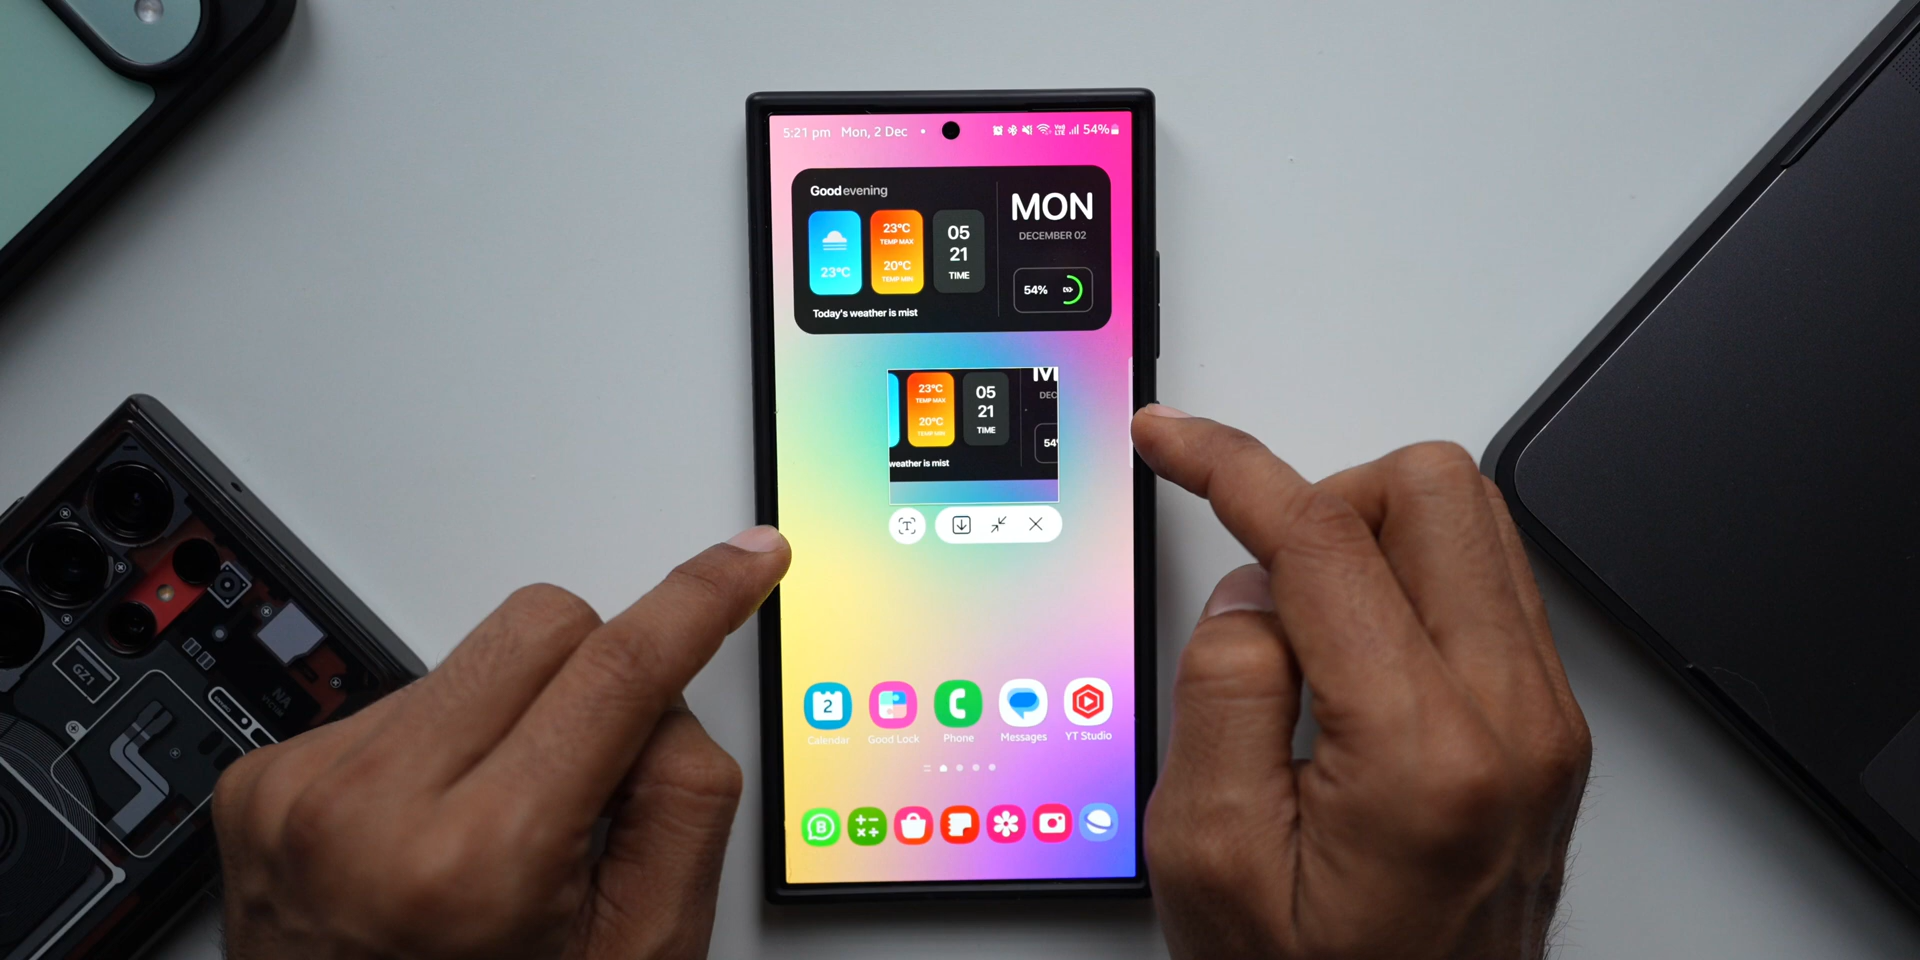 5:21 pm Mon, 2 Dec
54%
Good evening
23°C
23°C
TEMP MAX
20°C
TEMP MIN
05
21
TIME
Today's weather is mist
MON
DECEMBER 02
54%
23°C
TEMP MAX
20°C
TEMP MIN
05
21
TIME
weather is mist
DEC
54
T
2
Calendar
Good Lock
Phone
Messages
YT Studio
B
GZ1
NA